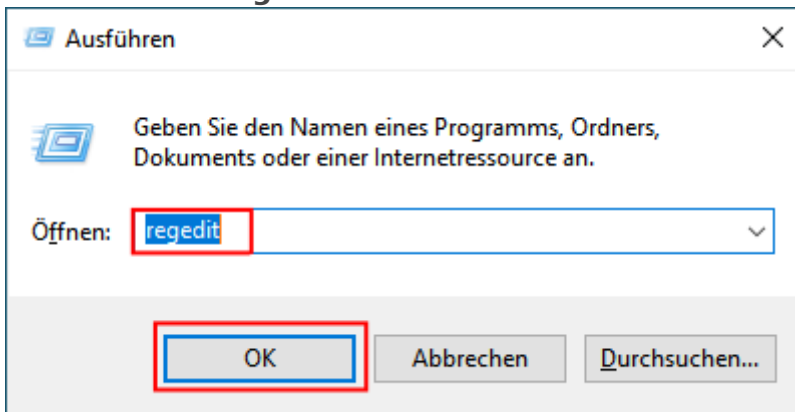 Ausführen
Geben Sie den Namen eines Programms, Ordners,
Dokuments oder einer Internetressource an.
Öffnen: regedit
OK Abbrechen Durchsuchen...